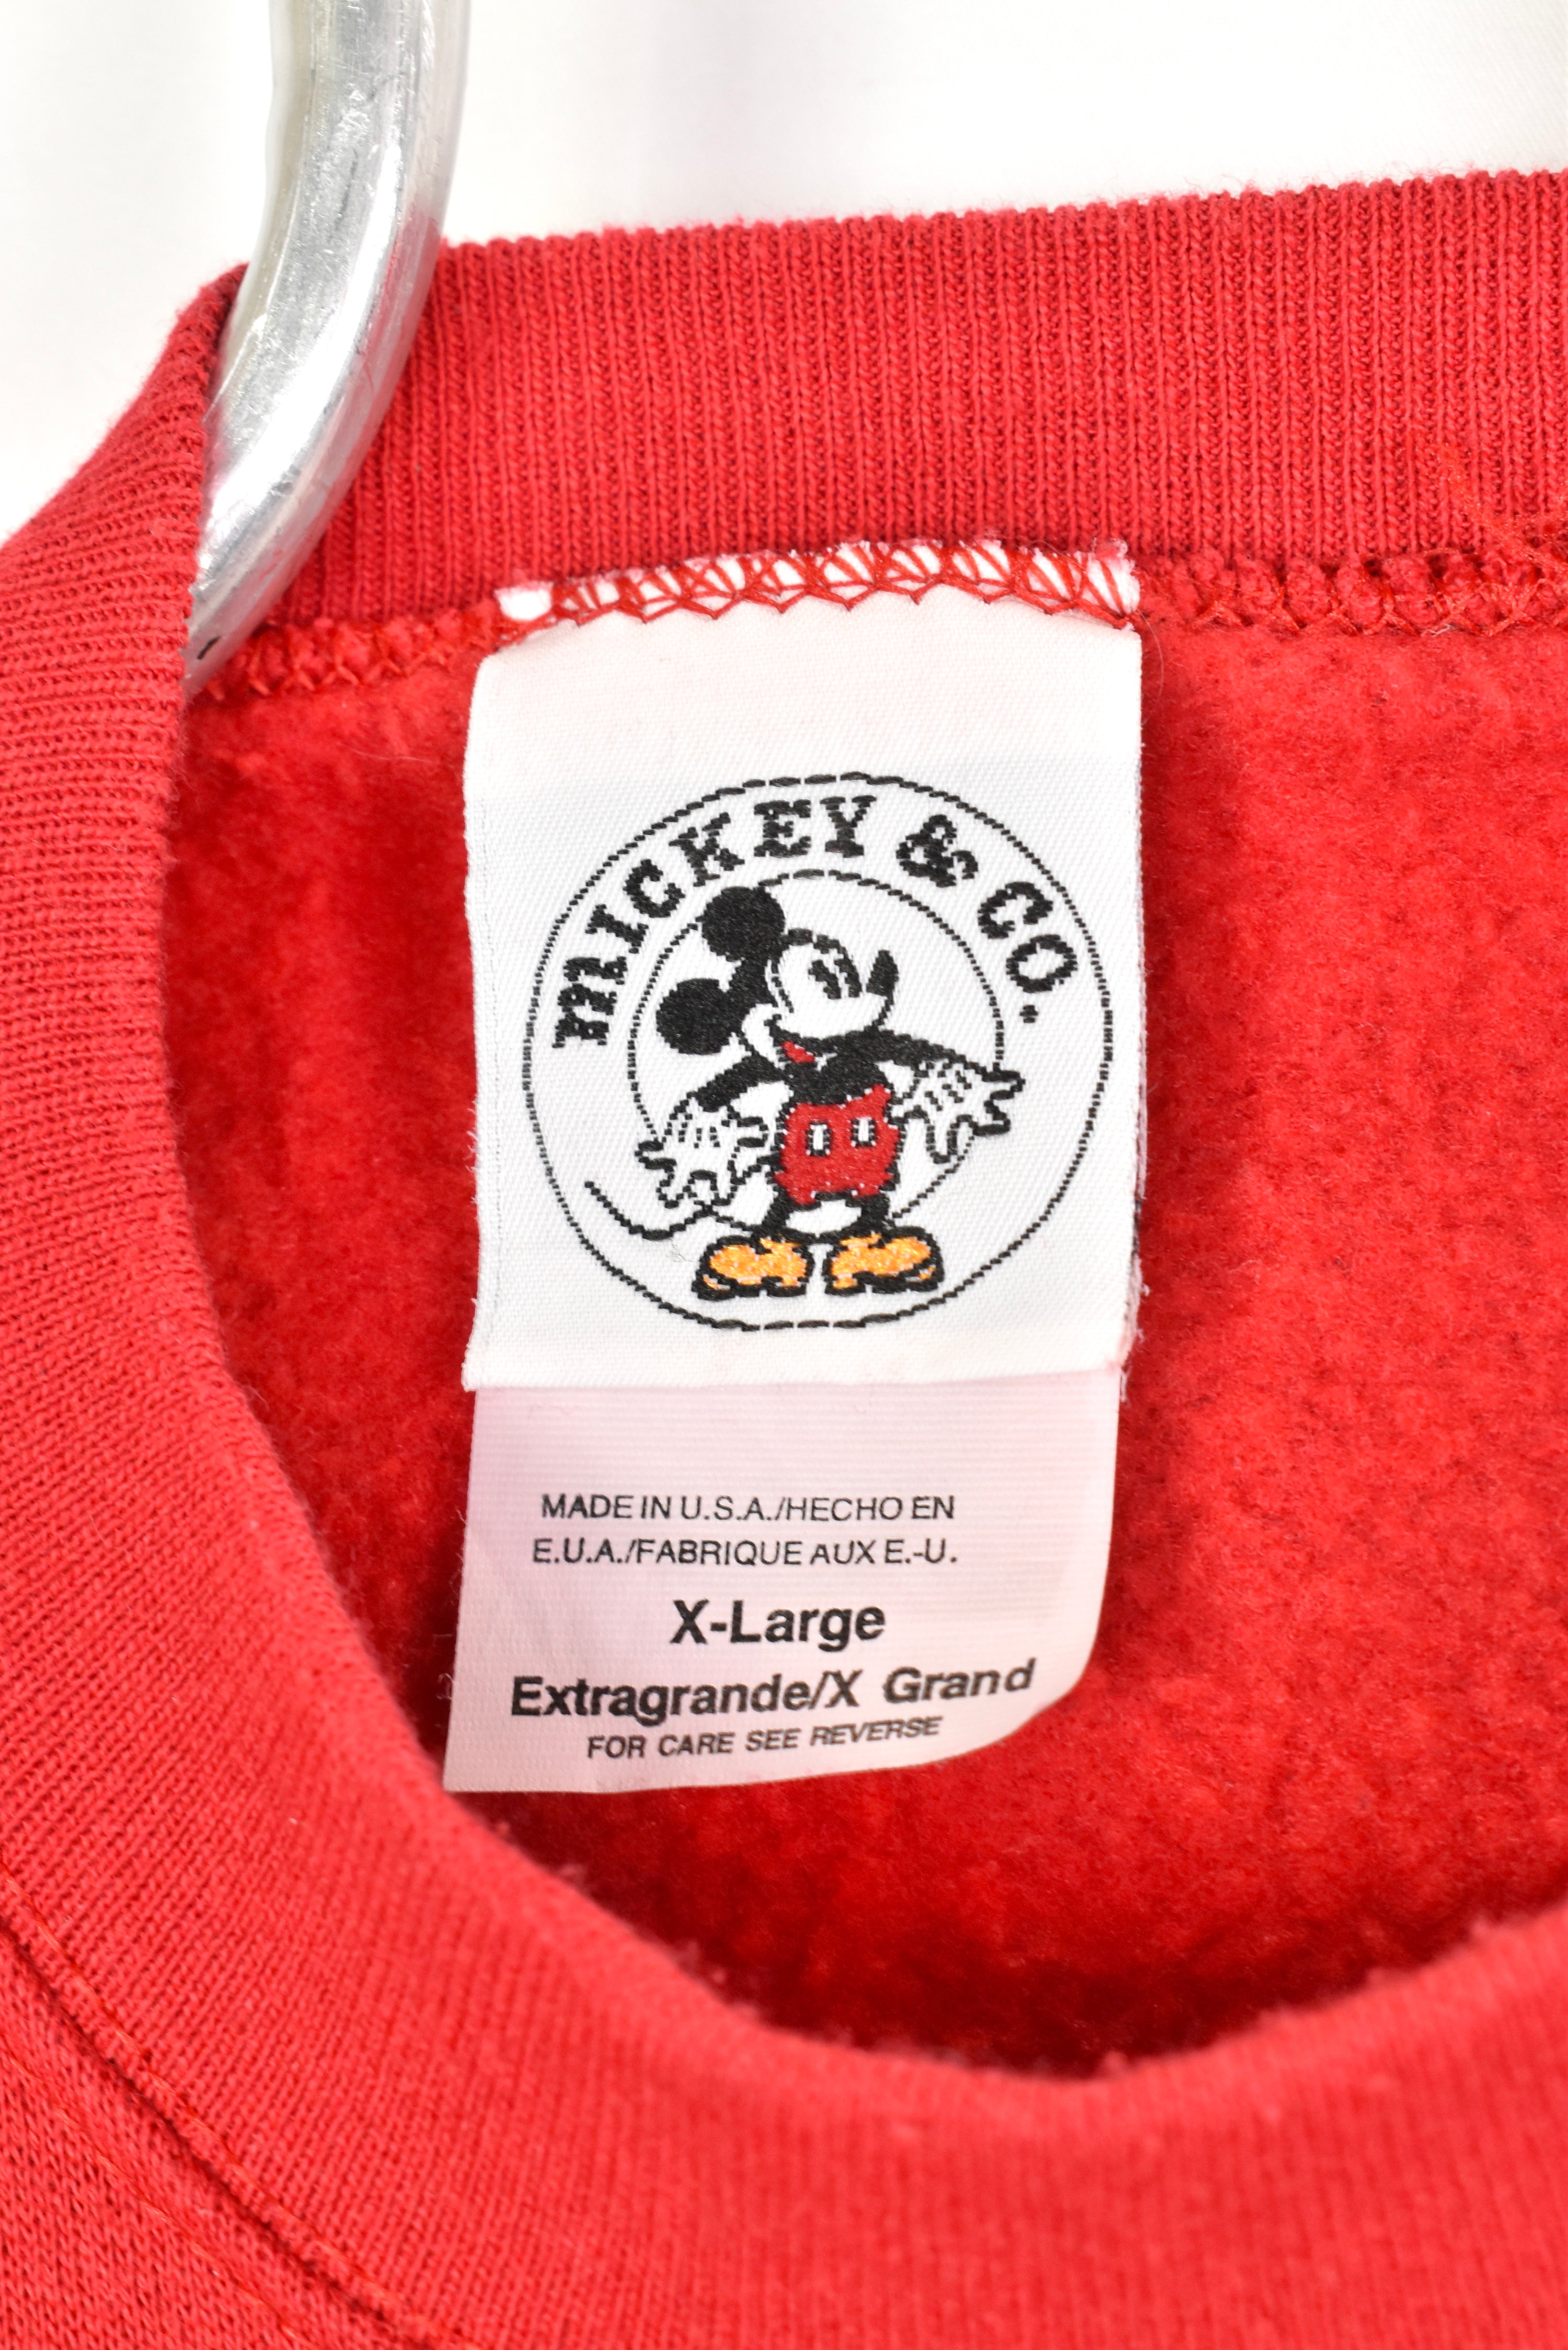 MICKEY & CO.
MADE IN U.S.A./HECHO EN
E.U.A./FABRIQUE AUX E.-U.
X-Large
Extragrande/X Grand
FOR CARE SEE REVERSE